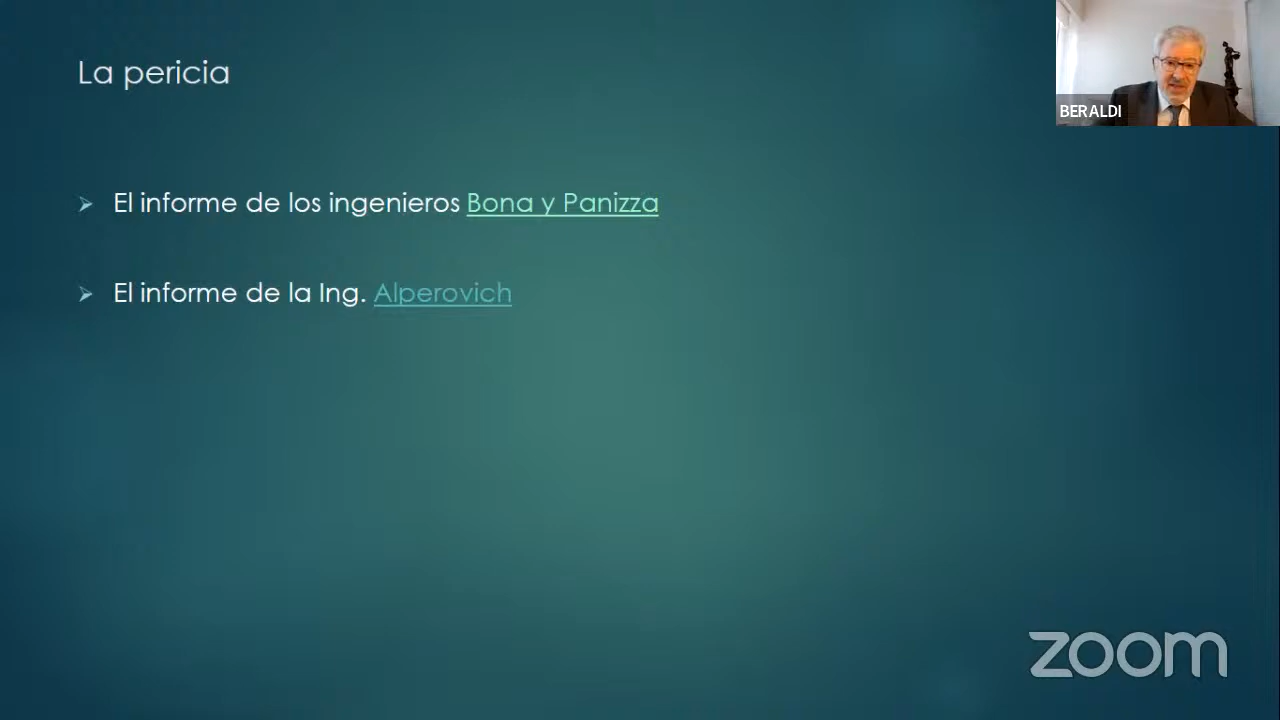 La pericia
BERALDI
El informe de los ingenieros Bona y Panizza
El informe de la Ing. Alperovich
zoom